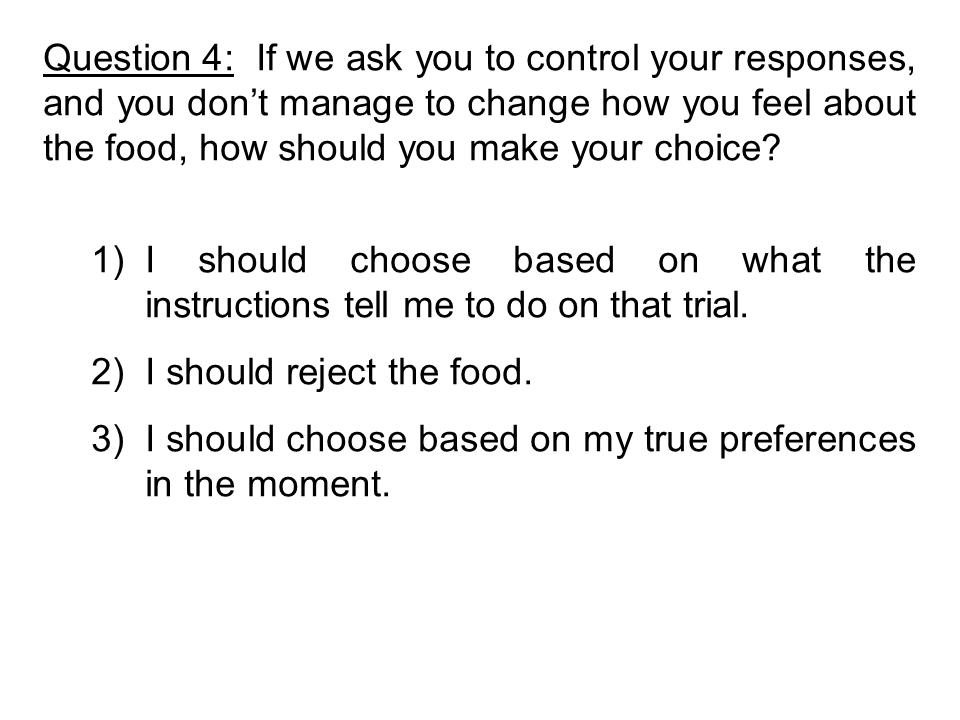 Question 4: If we ask you to control your responses,
and you don’t manage to change how you feel about
the food, how should you make your choice?
1) I should choose based on what the
instructions tell me to do on that trial.
2) I should reject the food.
3) I should choose based on my true preferences
in the moment.